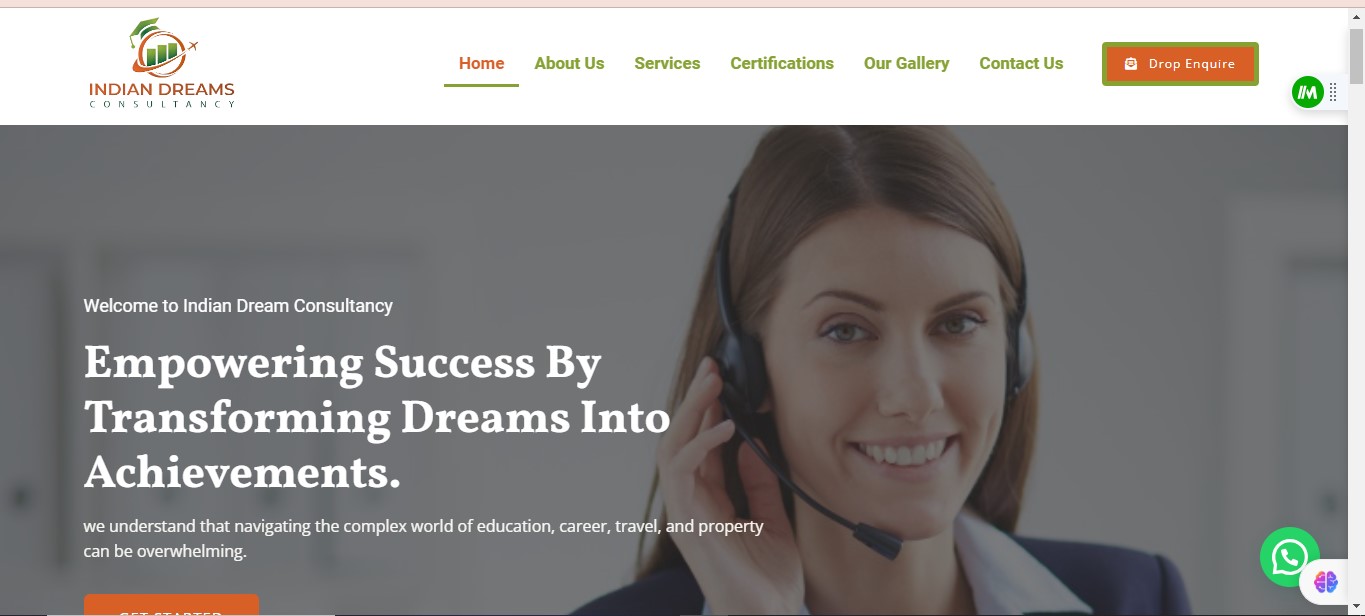 INDIAN DREAMS
CONSULTANCY
Home About Us Services Certifications Our Gallery Contact Us Drop Enquire
Welcome to Indian Dream Consultancy
Empowering Success By
Transforming Dreams Into
Achievements.
we understand that navigating the complex world of education, career, travel, and property
can be overwhelming.
GET STARTED